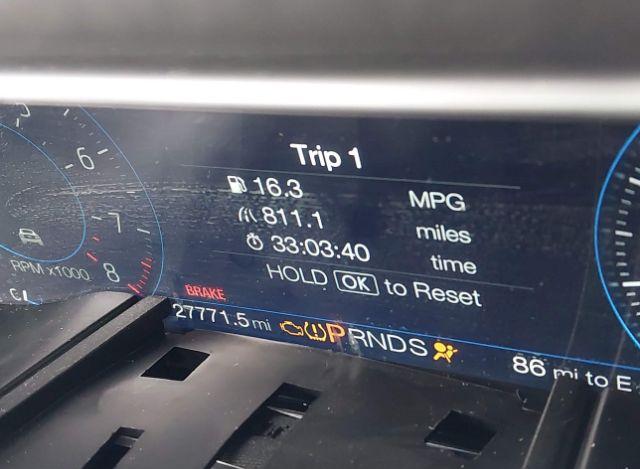 Trip 1
16.3 MPG
811.1 miles
33:03:40 time
HOLD OK to Reset
6
7
8
RPM x1000
BRAKE
27771.5 mi
PRNDS
86 mi to E